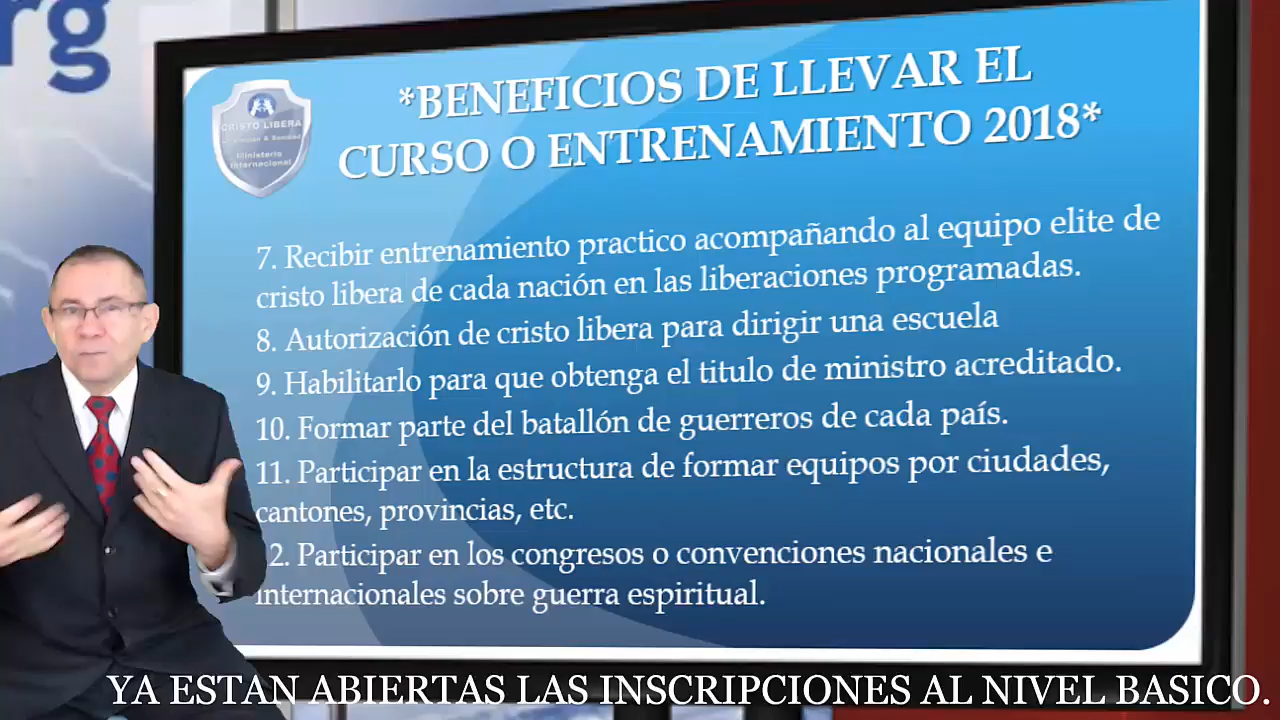 rg
CRISTO LIBERA
Ministerio
Internacional
*BENEFICIOS DE LLEVAR EL
CURSO O ENTRENAMIENTO 2018*
7. Recibir entrenamiento practico acompañando al equipo elite de
cristo libera de cada nación en las liberaciones programadas.
8. Autorización de cristo libera para dirigir una escuela
9. Habilitarlo para que obtenga el titulo de ministro acreditado.
10. Formar parte del batallón de guerreros de cada país.
11. Participar en la estructura de formar equipos por ciudades,
cantones, provincias, etc.
2. Participar en los congresos o convenciones nacionales e
internacionales sobre guerra espiritual.
YA ESTAN ABIERTAS LAS INSCRIPCIONES AL NIVEL BASICO.